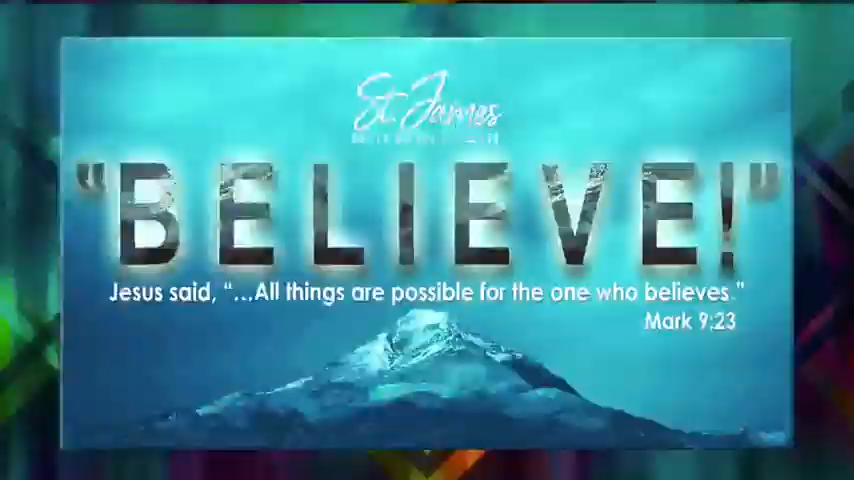 St. James
"BELIEVE!"
Jesus said, “...All things are possible for the one who believes.”
Mark 9:23